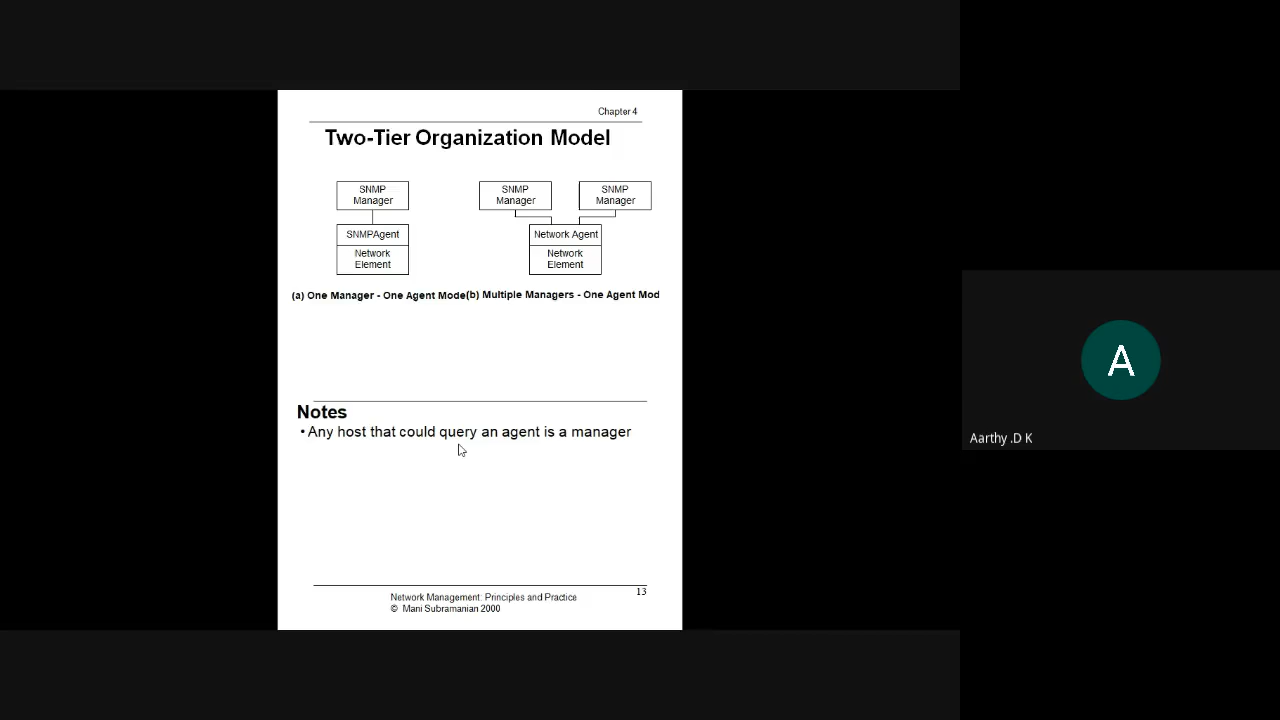 Chapter 4
Two-Tier Organization Model
SNMP
Manager
SNMPAgent
Network
Element
SNMP
Manager
SNMP
Manager
Network Agent
Network
Element
(a) One Manager - One Agent Mode(b) Multiple Managers - One Agent Mod
Notes
• Any host that could query an agent is a manager
Network Management: Principles and Practice
© Mani Subramanian 2000
13
A
Aarthy .D K